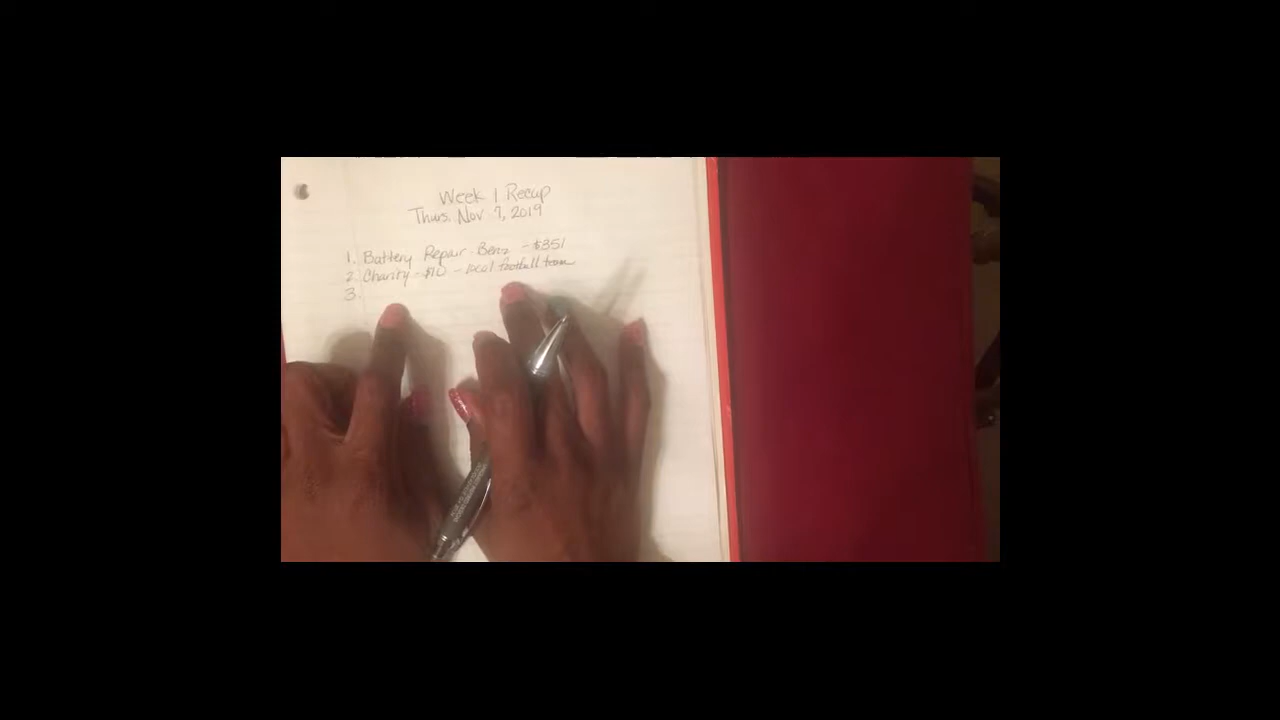 Week 1 Recap
Thurs. Nov 7, 2019
1. Battery Repair - Benz - $351
2. Charity - $10 - local football team
3.